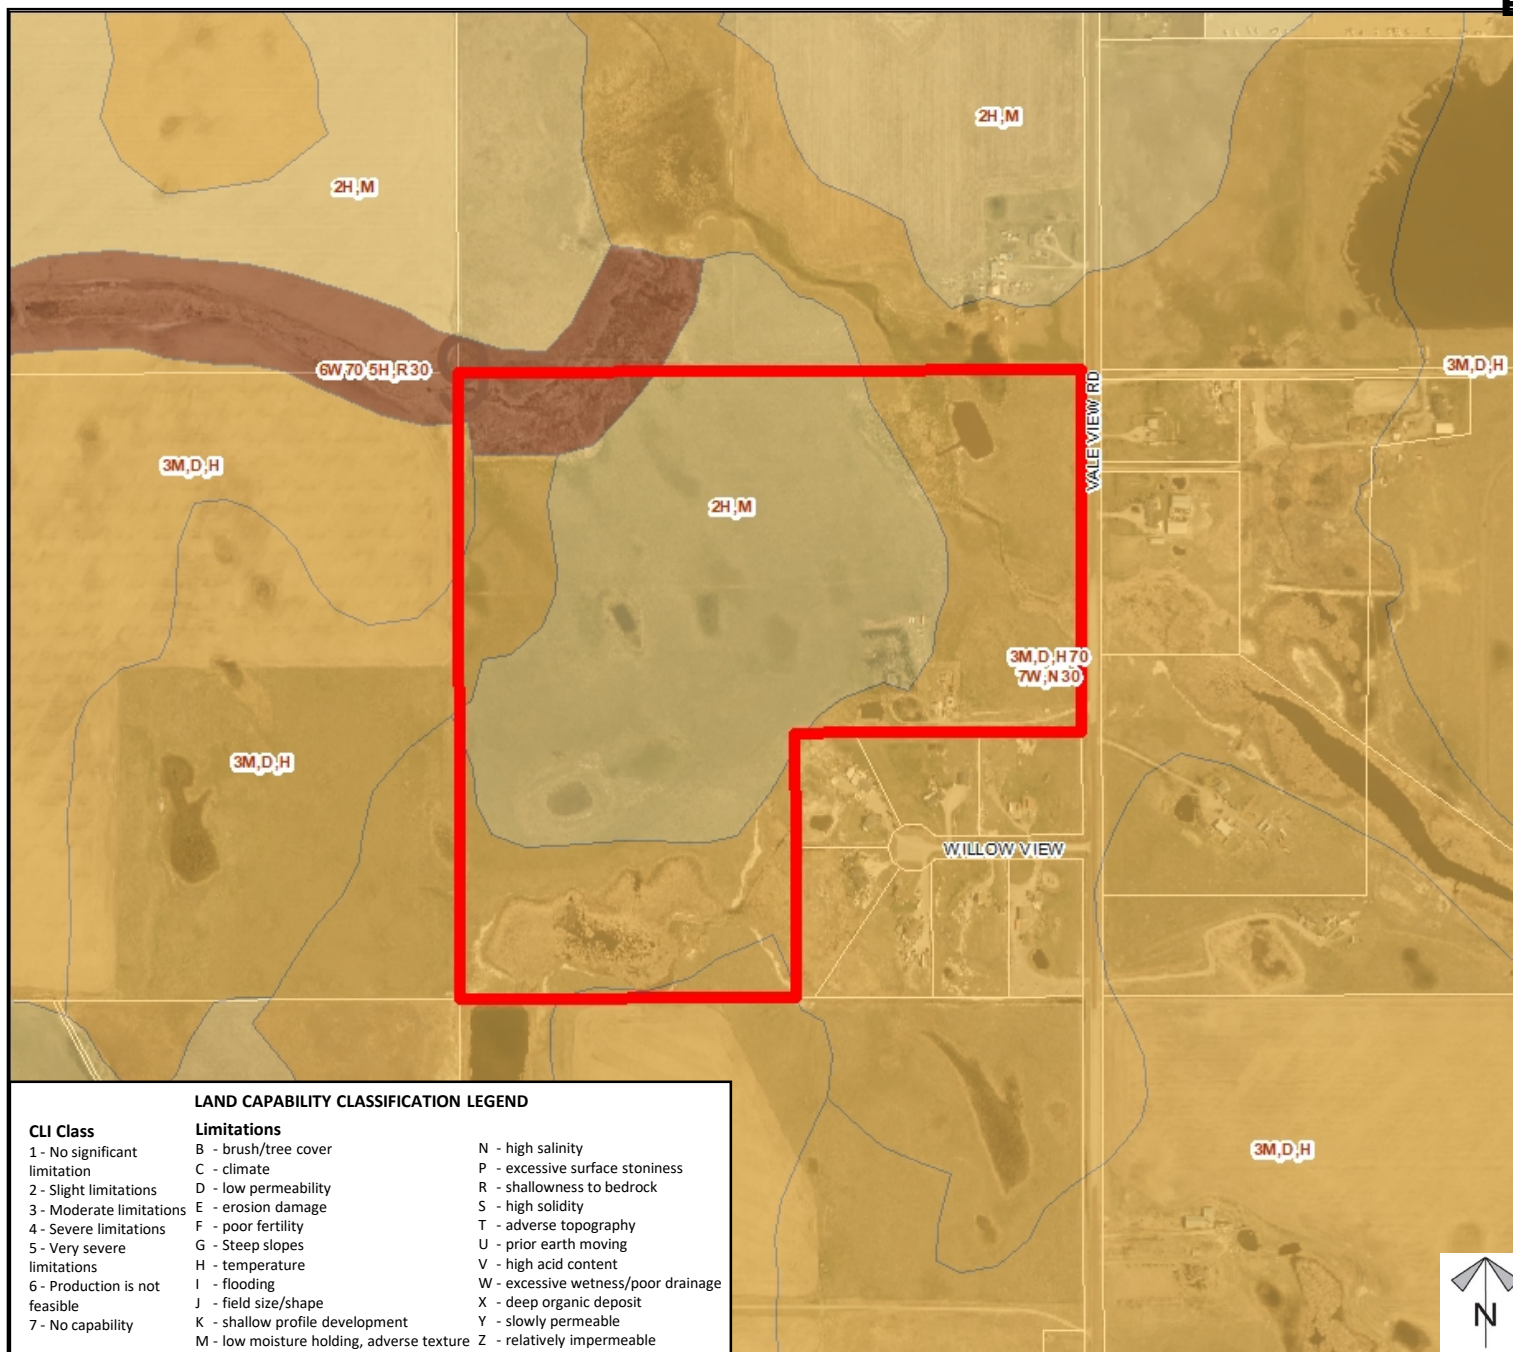 2H,M
2H,M
6W,70 5H,R30
3M,D,H
VALE VIEW RD
3M,D,H
2H,M
3M,D,H70
7W,N30
3M,D,H
WILLOW VIEW
3M,D,H
LAND CAPABILITY CLASSIFICATION LEGEND
CLI Class
1 - No significant
limitation
2 - Slight limitations
3 - Moderate limitations
4 - Severe limitations
5 - Very severe
limitations
6 - Production is not
feasible
7 - No capability
Limitations
B - brush/tree cover
C - climate
D - low permeability
E - erosion damage
F - poor fertility
G - Steep slopes
H - temperature
I - flooding
J - field size/shape
K - shallow profile development
M - low moisture holding, adverse texture
N - high salinity
P - excessive surface stoniness
R - shallowness to bedrock
S - high solidity
T - adverse topography
U - prior earth moving
V - high acid content
W - excessive wetness/poor drainage
X - deep organic deposit
Y - slowly permeable
Z - relatively impermeable
N